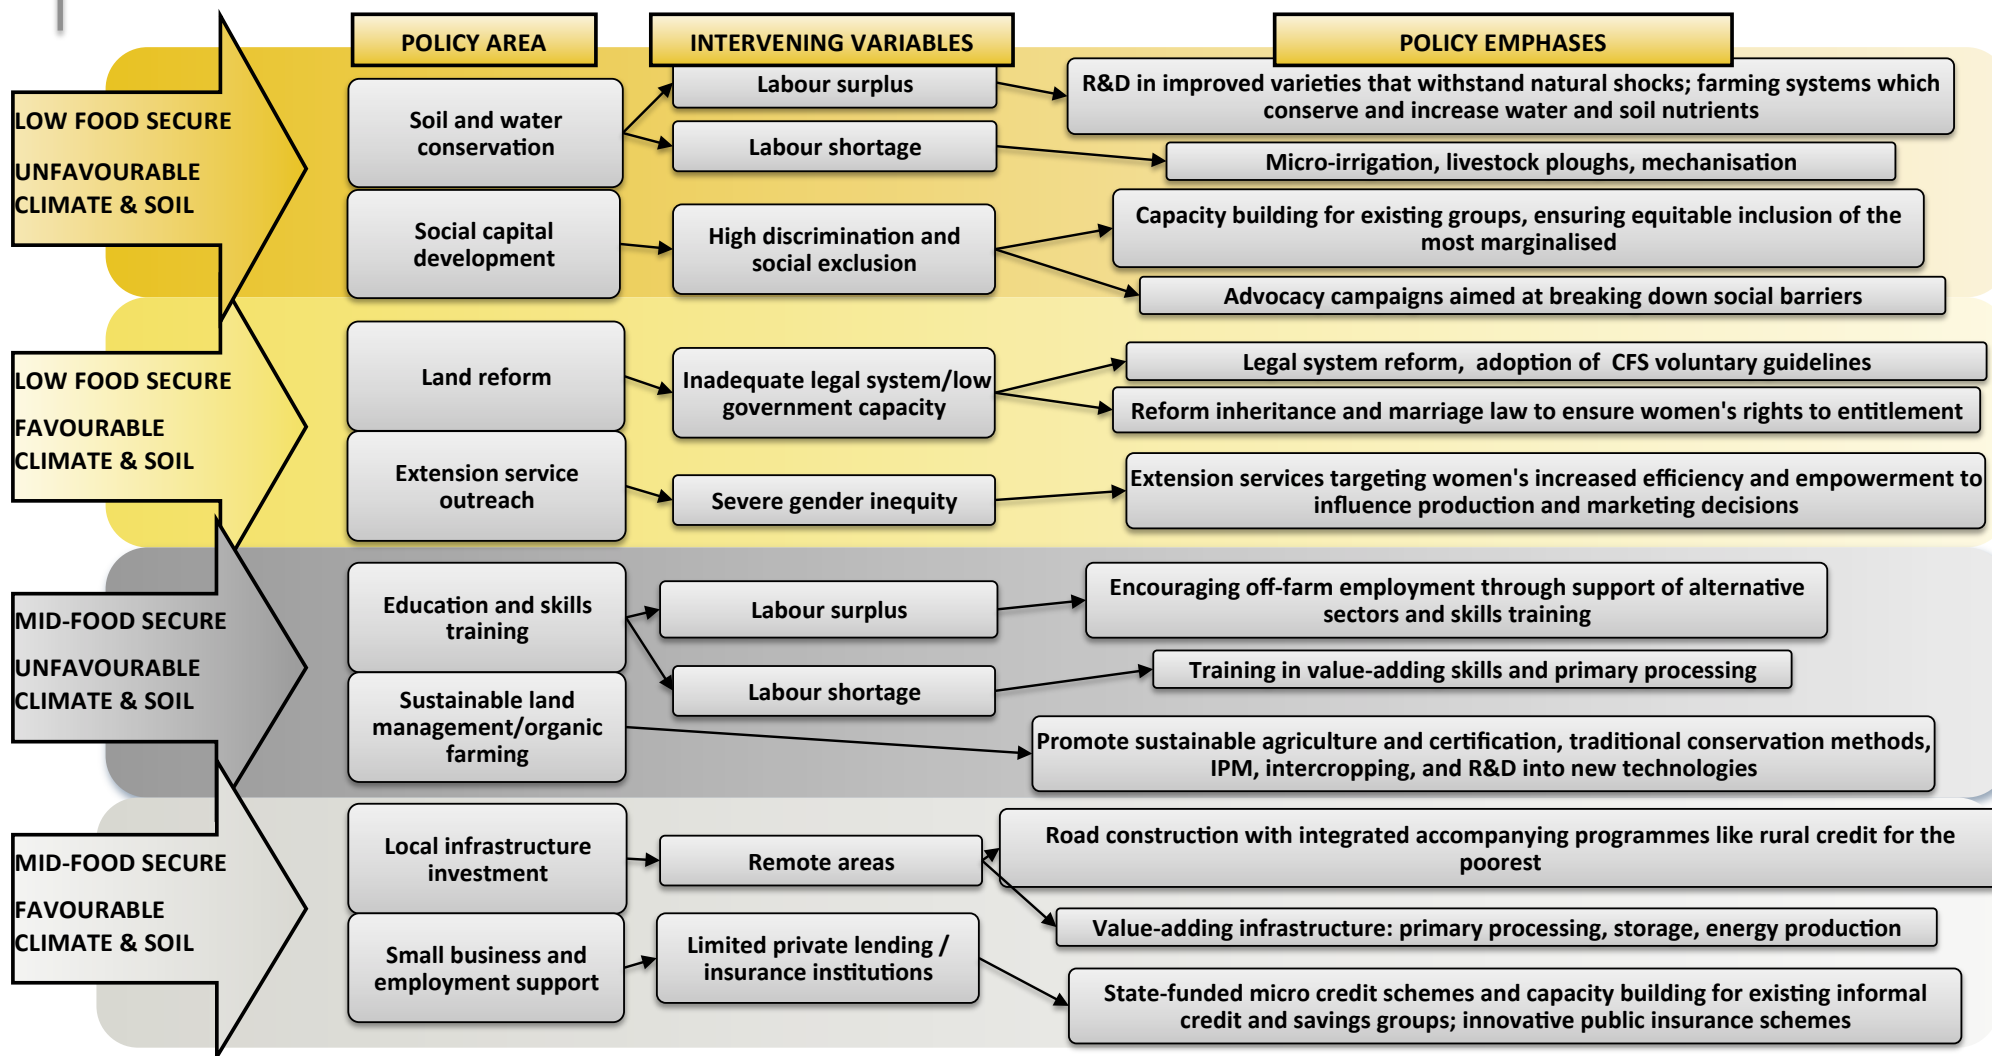 POLICY AREA
INTERVENING VARIABLES
POLICY EMPHASES
LOW FOOD SECURE
UNFAVOURABLE
CLIMATE & SOIL
Soil and water
conservation
Labour surplus
R&D in improved varieties that withstand natural shocks; farming systems which
conserve and increase water and soil nutrients
Labour shortage
Micro-irrigation, livestock ploughs, mechanisation
Social capital
development
High discrimination and
social exclusion
Capacity building for existing groups, ensuring equitable inclusion of the
most marginalised
Advocacy campaigns aimed at breaking down social barriers
LOW FOOD SECURE
FAVOURABLE
CLIMATE & SOIL
Land reform
Inadequate legal system/low
government capacity
Legal system reform, adoption of CFS voluntary guidelines
Reform inheritance and marriage law to ensure women's rights to entitlement
Extension service
outreach
Severe gender inequity
Extension services targeting women's increased efficiency and empowerment to
influence production and marketing decisions
MID-FOOD SECURE
UNFAVOURABLE
CLIMATE & SOIL
Education and skills
training
Labour surplus
Encouraging off-farm employment through support of alternative
sectors and skills training
Labour shortage
Training in value-adding skills and primary processing
Sustainable land
management/organic
farming
Promote sustainable agriculture and certification, traditional conservation methods,
IPM, intercropping, and R&D into new technologies
MID-FOOD SECURE
FAVOURABLE
CLIMATE & SOIL
Local infrastructure
investment
Remote areas
Road construction with integrated accompanying programmes like rural credit for the
poorest
Value-adding infrastructure: primary processing, storage, energy production
Small business and
employment support
Limited private lending /
insurance institutions
State-funded micro credit schemes and capacity building for existing informal
credit and savings groups; innovative public insurance schemes